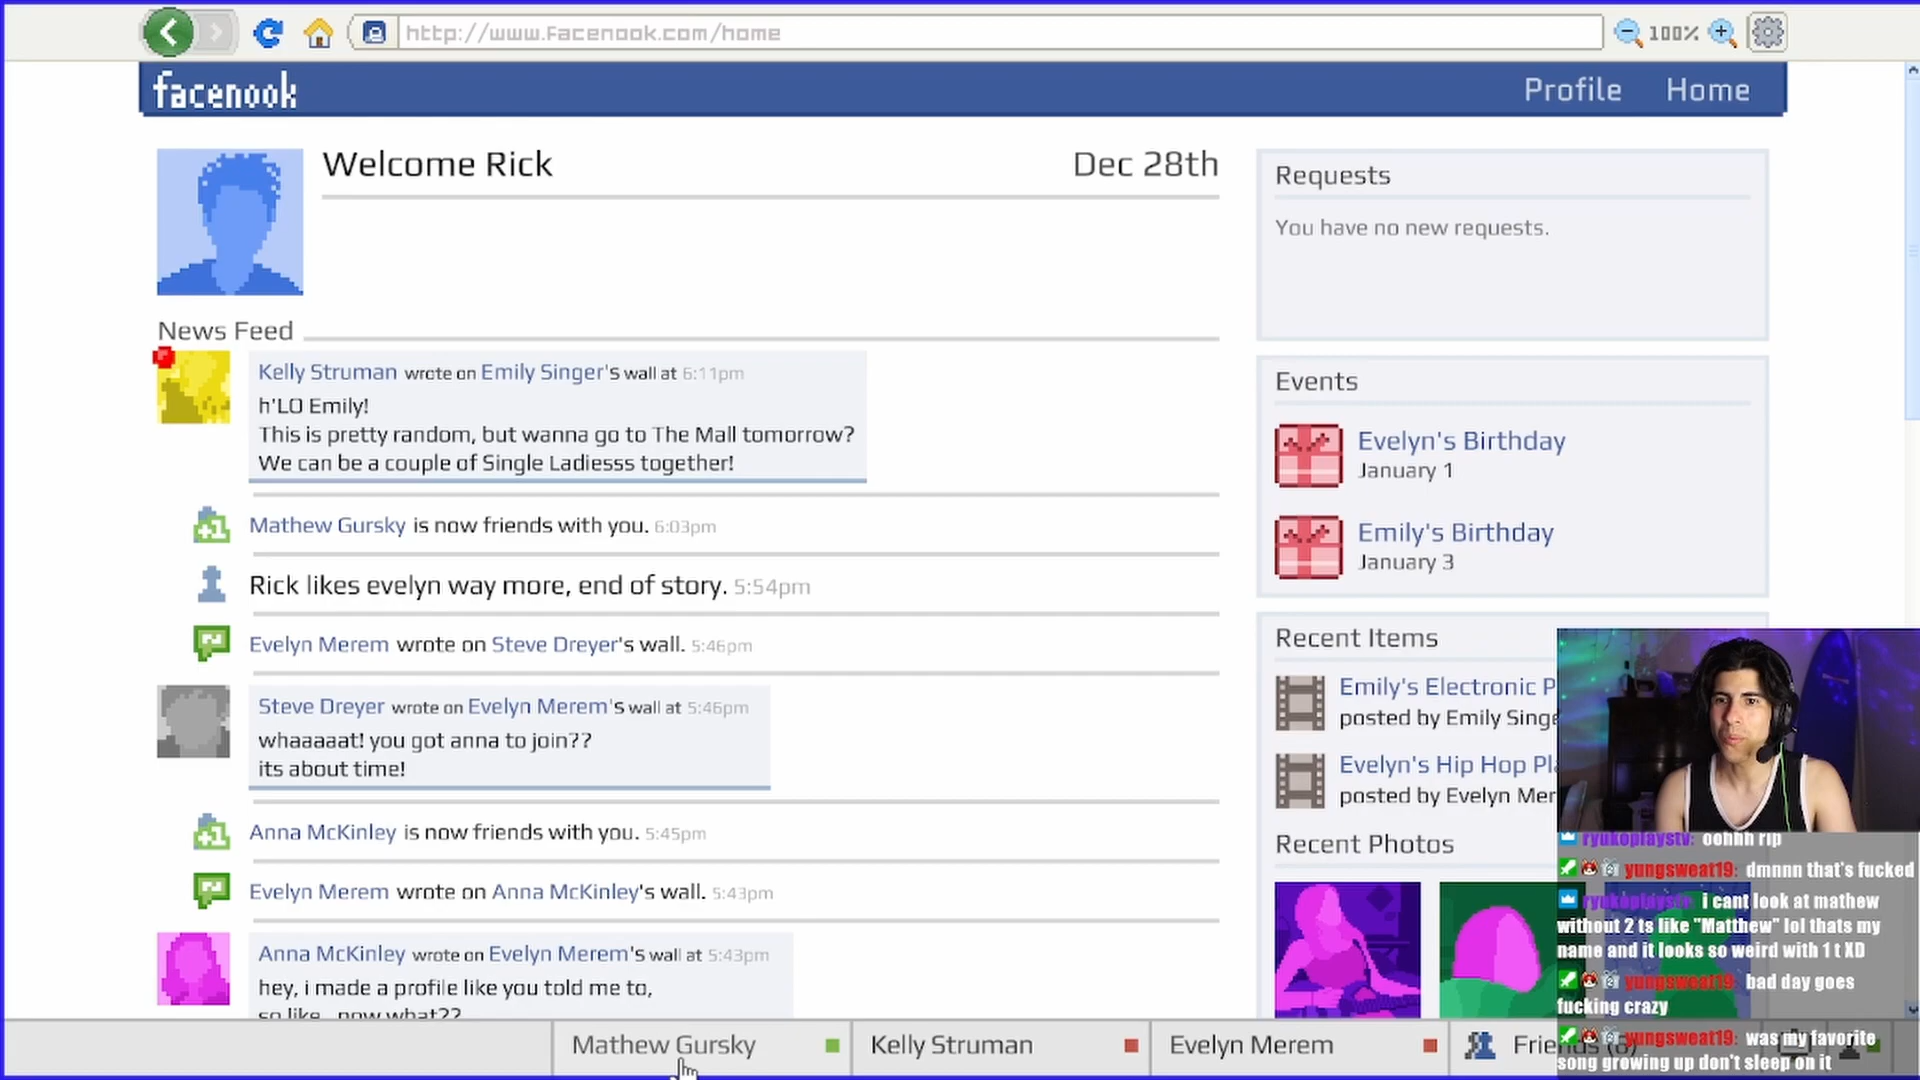 http://www.facenook.com/home
100%
facenook
Profile
Home
Welcome Rick
Dec 28th
News Feed
Kelly Struman wrote on Emily Singer's wall at 6:11pm
h'LO Emily!
This is pretty random, but wanna go to The Mall tomorrow?
We can be a couple of Single Ladiesss together!
+1 Mathew Gursky is now friends with you. 6:03pm
Rick likes evelyn way more, end of story. 5:54pm
Evelyn Merem wrote on Steve Dreyer's wall. 5:46pm
Steve Dreyer wrote on Evelyn Merem's wall at 5:46pm
whaaaaat! you got anna to join??
its about time!
+1 Anna McKinley is now friends with you. 5:45pm
Evelyn Merem wrote on Anna McKinley's wall. 5:43pm
Anna McKinley wrote on Evelyn Merem's wall at 5:43pm
hey, i made a profile like you told me to,
so like.. now what??
Requests
You have no new requests.
Events
Evelyn's Birthday
January 1
Emily's Birthday
January 3
Recent Items
Emily's Electronic P
posted by Emily Singe
Evelyn's Hip Hop Pla
posted by Evelyn Mer
Recent Photos
ryukoplaystv: oohhh rip
yungsweat19: dmnnn that's fucked
ryukoplaystv: i cant look at mathew
without 2 ts like "Matthew" lol thats my
name and it looks so weird with 1 t XD
yungsweat19: bad day goes
fucking crazy
yungsweat19: was my favorite
song growing up don't sleep on it
Mathew Gursky
Kelly Struman
Evelyn Merem
Friends